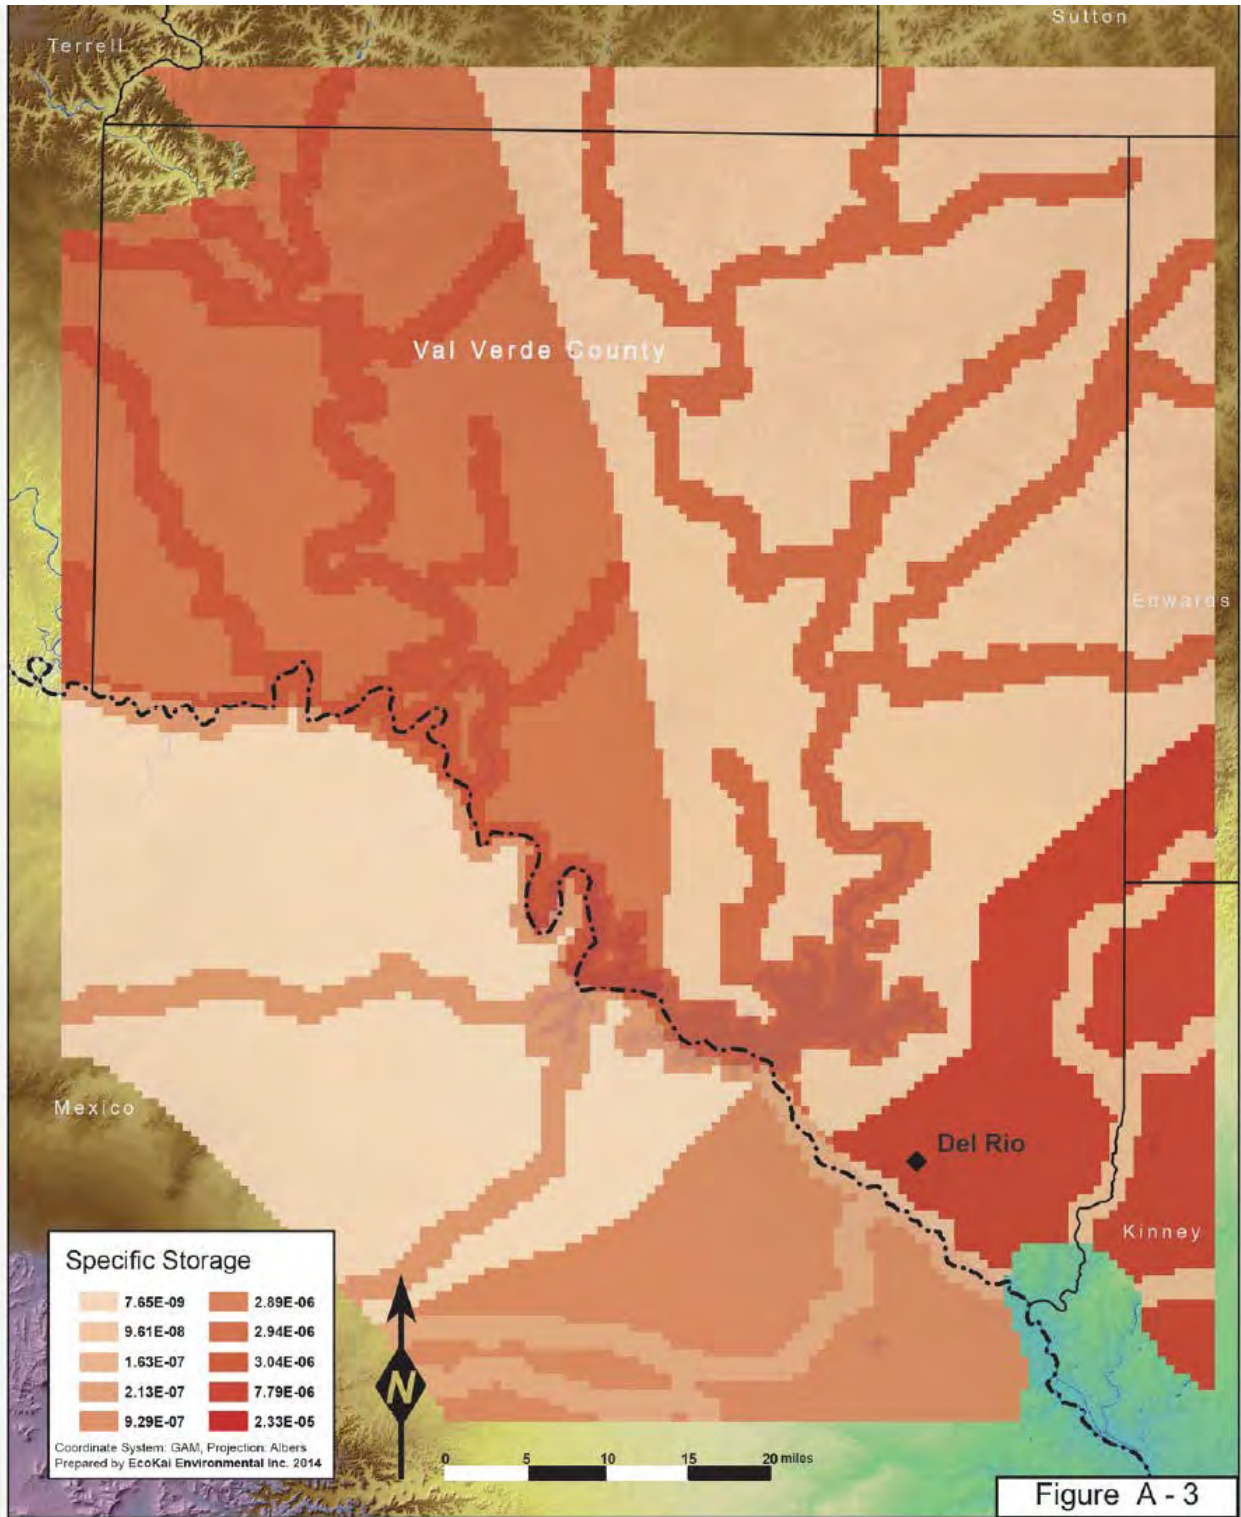 Sutton
Terrell
Val Verde County
Edwards
Mexico
Del Rio
Kinney
Specific Storage
7.65E-09 2.89E-06
9.61E-08 2.94E-06
1.63E-07 3.04E-06
2.13E-07 7.79E-06
9.29E-07 2.33E-05
Coordinate System: GAM, Projection: Albers
Prepared by EcoKai Environmental Inc. 2014
N
0 5 10 15 20 miles
Figure A - 3